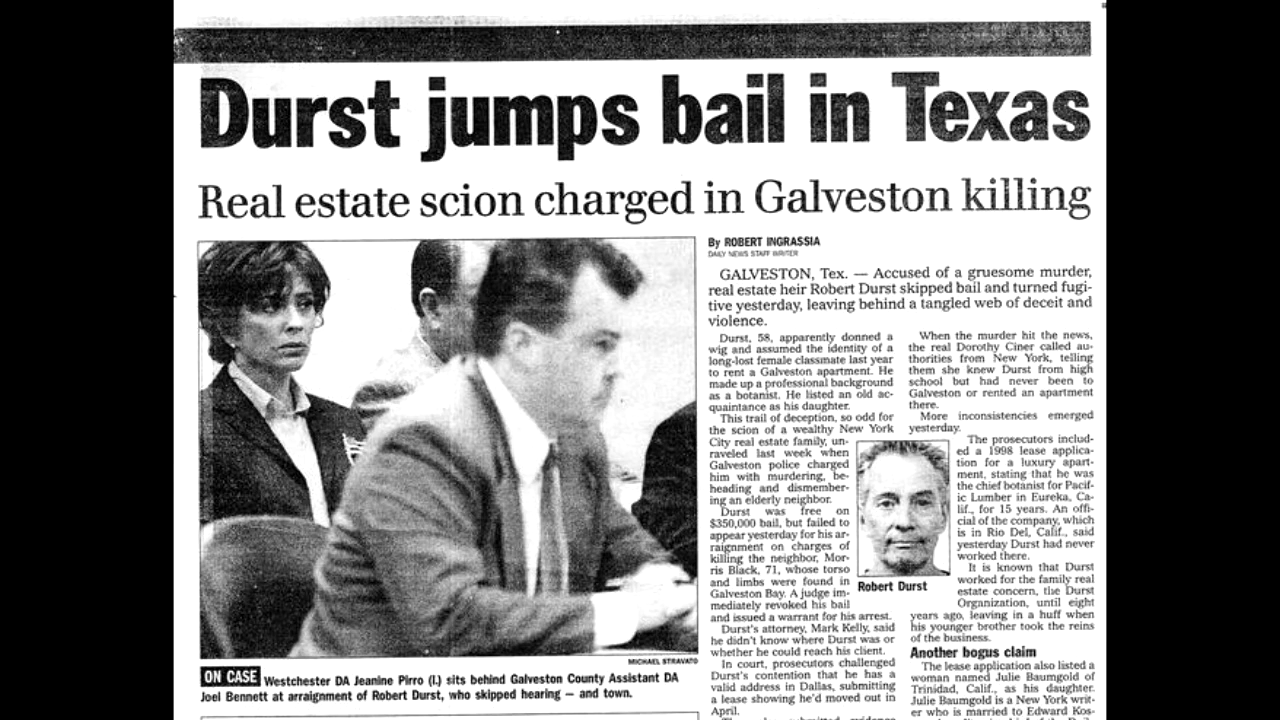 Durst jumps bail in Texas
Real estate scion charged in Galveston killing
MICHAEL STRAVATO
ON CASE Westchester DA Jeanine Pirro (l.) sits behind Galveston County Assistant DA
Joel Bennett at arraignment of Robert Durst, who skipped hearing — and town.
By ROBERT INGRASSIA
DAILY NEWS STAFF WRITER
GALVESTON, Tex. — Accused of a gruesome murder,
real estate heir Robert Durst skipped bail and turned fugi-
tive yesterday, leaving behind a tangled web of deceit and
violence.
Durst, 58, apparently donned a
wig and assumed the identity of a
long-lost female classmate last year
to rent a Galveston apartment. He
made up a professional background
as a botanist. He listed an old ac-
quaintance as his daughter.
This trail of deception, so odd for
the scion of a wealthy New York
City real estate family, un-
raveled last week when
Galveston police charged
him with murdering, be-
heading and dismember-
ing an elderly neighbor.
Durst was free on
$350,000 bail, but failed to
appear yesterday for his ar-
raignment on charges of
killing the neighbor, Mor-
ris Black, 71, whose torso
and limbs were found in
Galveston Bay. A judge im-
mediately revoked his bail
and issued a warrant for his arrest.
Durst's attorney, Mark Kelly, said
he didn't know where Durst was or
whether he could reach his client.
In court, prosecutors challenged
Durst's contention that he has a
valid address in Dallas, submitting
a lease showing he'd moved out in
April.
When the murder hit the news,
the real Dorothy Ciner called au-
thorities from New York, telling
them she knew Durst from high
school but had never been to
Galveston or rented an apartment
there.
More inconsistencies emerged
yesterday.
The prosecutors includ-
ed a 1998 lease applica-
tion for a luxury apart-
ment, stating that he was
the chief botanist for Pacif-
ic Lumber in Eureka, Ca-
lif., for 15 years. An offi-
cial of the company, which
is in Rio Del, Calif., said
yesterday Durst had never
worked there.
It is known that Durst
worked for the family real
estate concern, the Durst
Organization, until eight
years ago, leaving in a huff when
his younger brother took the reins
of the business.
Robert Durst
Another bogus claim
The lease application also listed a
woman named Julie Baumgold of
Trinidad, Calif., as his daughter.
Julie Baumgold is a New York writ-
er who is married to Edward Kos-